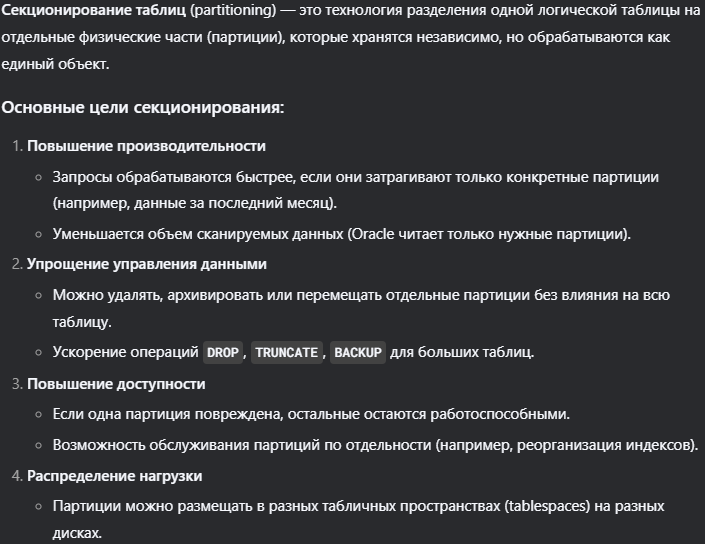 Секционирование таблиц (partitioning) — это технология разделения одной логической таблицы на
отдельные физические части (партиции), которые хранятся независимо, но обрабатываются как
единый объект.
Основные цели секционирования:
1. Повышение производительности
◦ Запросы обрабатываются быстрее, если они затрагивают только конкретные партиции
(например, данные за последний месяц).
◦ Уменьшается объем сканируемых данных (Oracle читает только нужные партиции).
2. Упрощение управления данными
◦ Можно удалять, архивировать или перемещать отдельные партиции без влияния на всю
таблицу.
◦ Ускорение операций DROP, TRUNCATE, BACKUP для больших таблиц.
3. Повышение доступности
◦ Если одна партиция повреждена, остальные остаются работоспособными.
◦ Возможность обслуживания партиций по отдельности (например, реорганизация индексов).
4. Распределение нагрузки
◦ Партиции можно размещать в разных табличных пространствах (tablespaces) на разных
дисках.